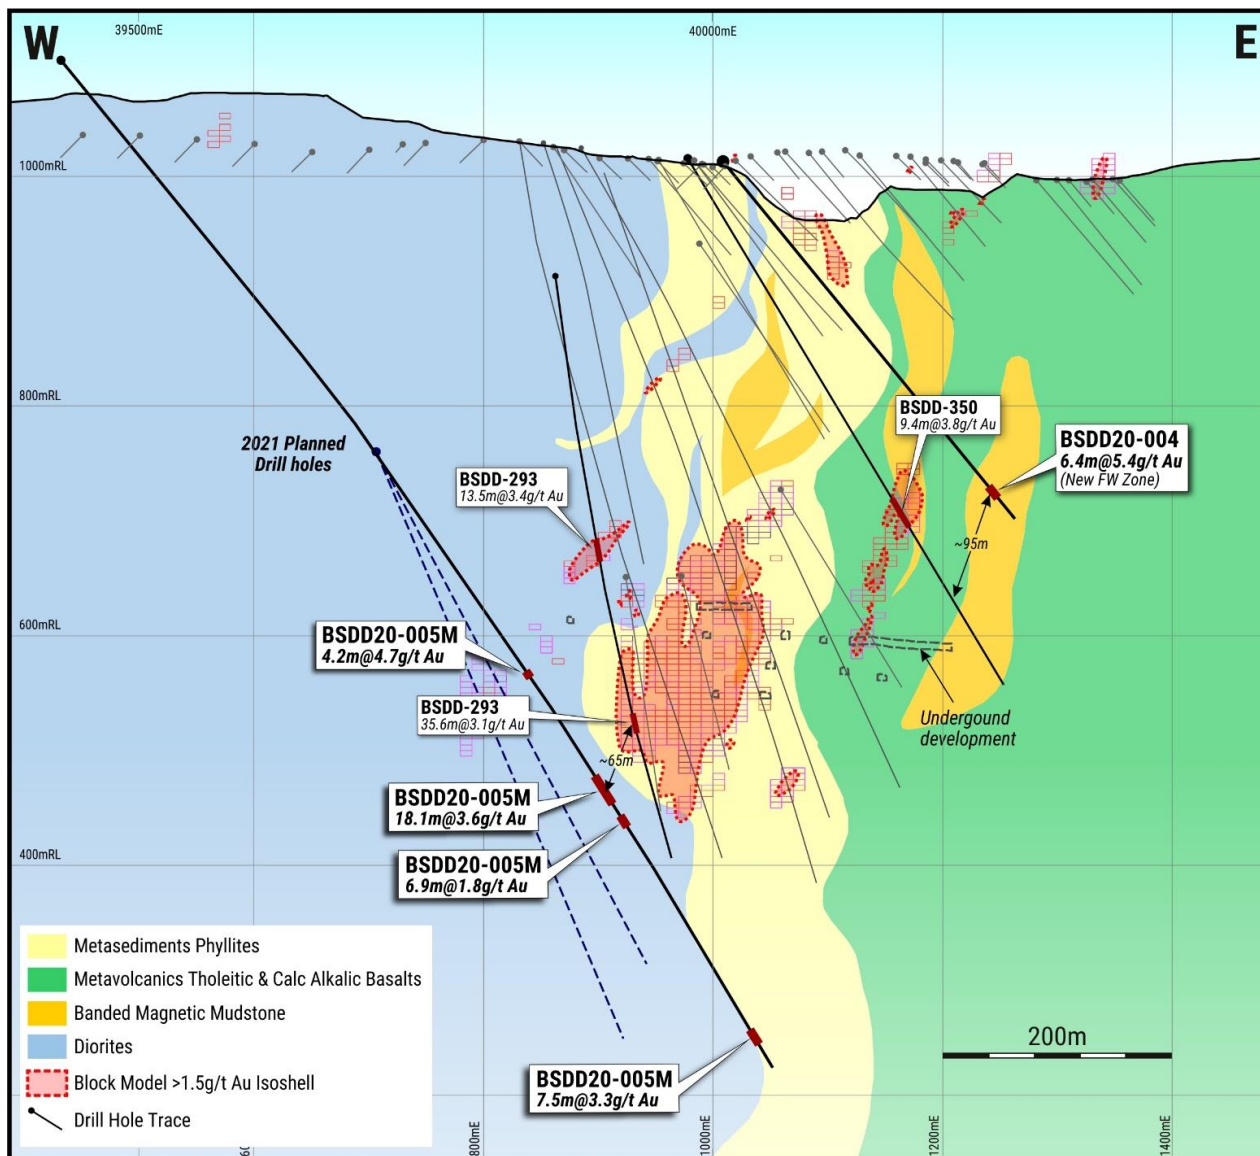 39500mE
40000mE
W
E
1000mRL
800mRL
BSDD-350
9.4m@3.8g/t Au
2021 Planned
Drill holes
BSDD20-004
6.4m@5.4g/t Au
(New FW Zone)
BSDD-293
13.5m@3.4g/t Au
~95m
600mRL
BSDD20-005M
4.2m@4.7g/t Au
BSDD-293
35.6m@3.1g/t Au
Undergound
development
~65m
BSDD20-005M
18.1m@3.6g/t Au
400mRL
BSDD20-005M
6.9m@1.8g/t Au
Metasediments Phyllites
Metavolcanics Tholeitic & Calc Alkalic Basalts
Banded Magnetic Mudstone
Diorites
Block Model >1.5g/t Au Isoshell
Drill Hole Trace
200m
BSDD20-005M
7.5m@3.3g/t Au
800mE
1000mE
1200mE
1400mE